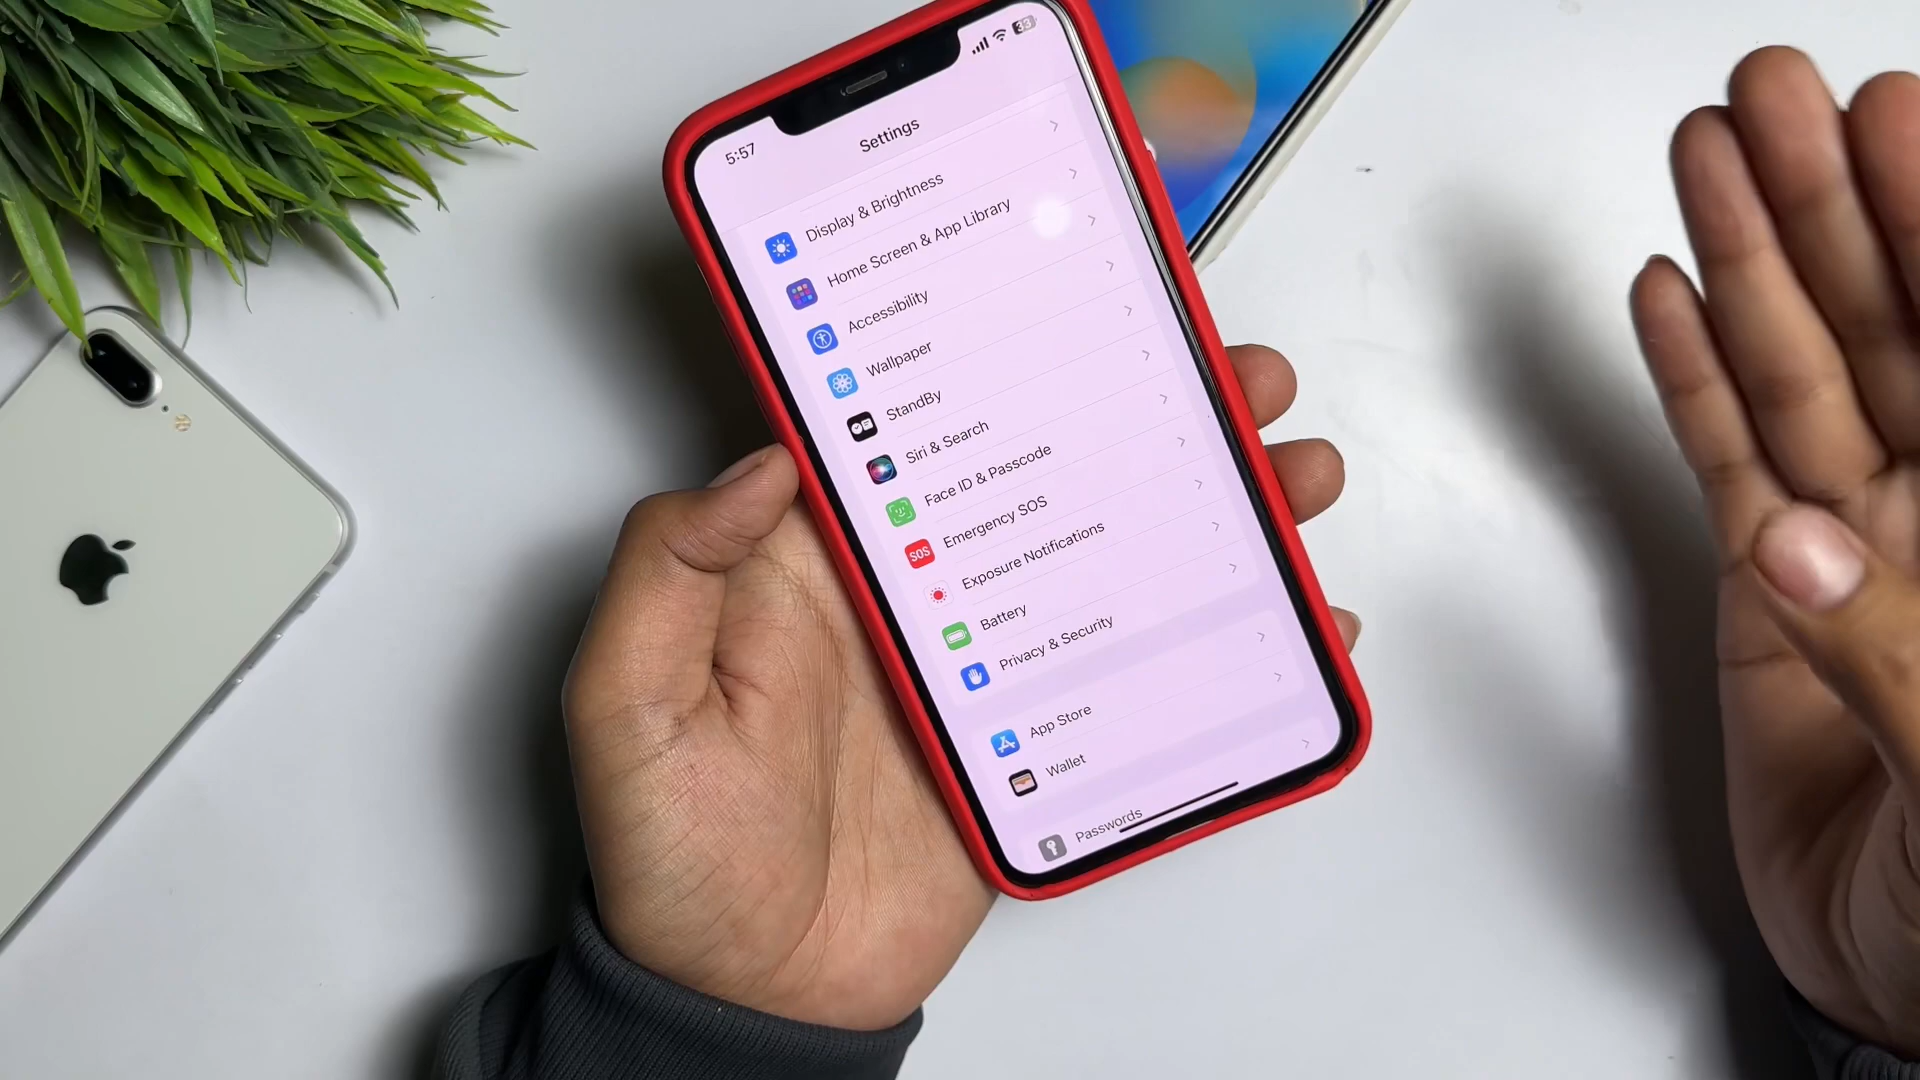 5:57
33
Settings
Display & Brightness
Home Screen & App Library
Accessibility
Wallpaper
StandBy
Siri & Search
Face ID & Passcode
SOS
Emergency SOS
Exposure Notifications
Battery
Privacy & Security
App Store
Wallet
Passwords